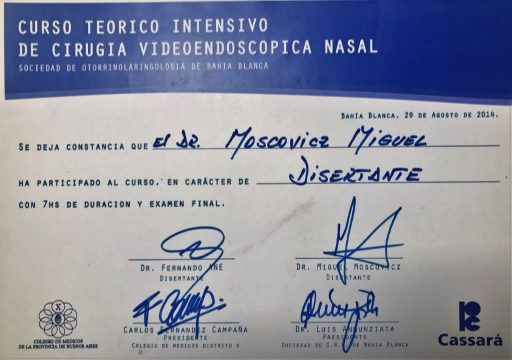 CURSO TEORICO INTENSIVO
DE CIRUGIA VIDEOENDOSCOPICA NASAL
SOCIEDAD DE OTORRINOLARINGOLOGIA DE BAHIA BLANCA
BAHIA BLANCA, 29 DE AGOSTO DE 2014.
SE DEJA CONSTANCIA QUE El DR. MOSCOVICZ MIGUEL
HA PARTICIPADO AL CURSO, EN CARÁCTER DE DISERTANTE
CON 7HS DE DURACION Y EXAMEN FINAL.
DR. FERNANDO
DISERTANTE
DR. MIGUEL MOSCOVICZ
DISERTANTE
CARLOS FERNANDEZ CAMPAÑA
PRESIDENTE
COLEGIO DE MEDICOS DISTRITO
DR. LUIS ANNUNZIATA
PRESIDENTE
SOCIEDAD DE O.R.L. DE BAHIA BLANCA
X
COLEGIO DE MEDICOS
DE LA PROVINCIA DE BUENOS AIRES
Cassará